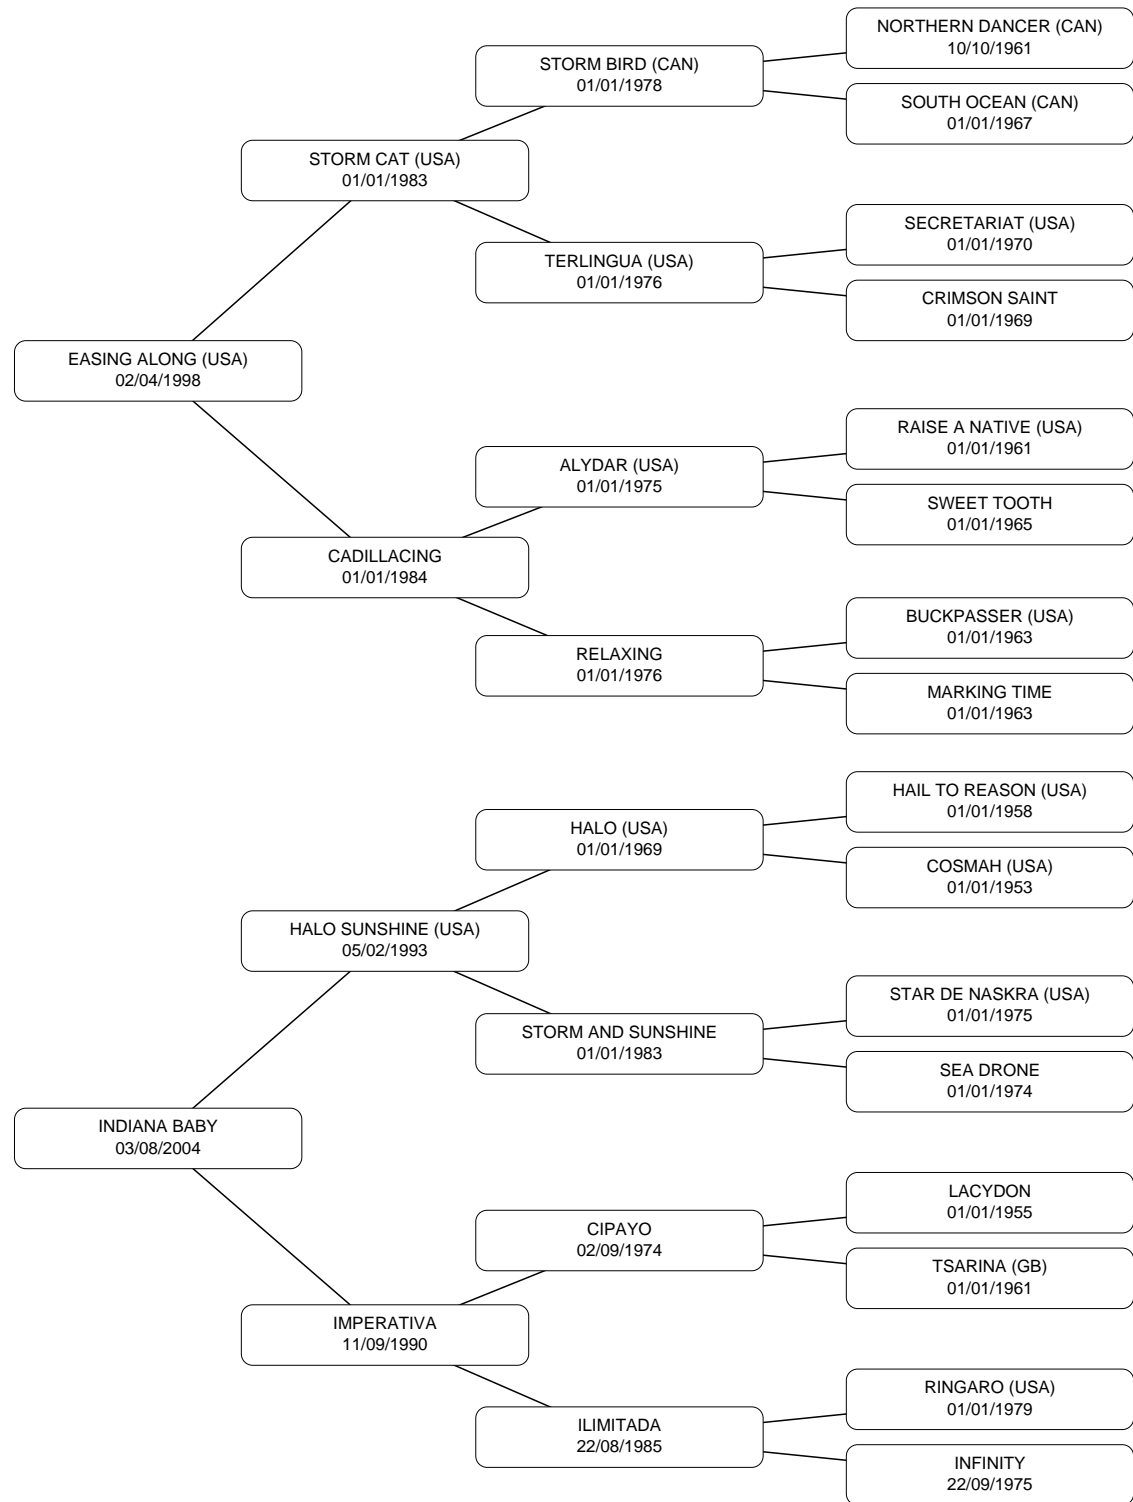 NORTHERN DANCER (CAN)
10/10/1961
STORM BIRD (CAN)
01/01/1978
SOUTH OCEAN (CAN)
01/01/1967
STORM CAT (USA)
01/01/1983
SECRETARIAT (USA)
01/01/1970
TERLINGUA (USA)
01/01/1976
CRIMSON SAINT
01/01/1969
EASING ALONG (USA)
02/04/1998
RAISE A NATIVE (USA)
01/01/1961
ALYDAR (USA)
01/01/1975
SWEET TOOTH
01/01/1965
CADILLACING
01/01/1984
BUCKPASSER (USA)
01/01/1963
RELAXING
01/01/1976
MARKING TIME
01/01/1963
HAIL TO REASON (USA)
01/01/1958
HALO (USA)
01/01/1969
COSMAH (USA)
01/01/1953
HALO SUNSHINE (USA)
05/02/1993
STAR DE NASKRA (USA)
01/01/1975
STORM AND SUNSHINE
01/01/1983
SEA DRONE
01/01/1974
INDIANA BABY
03/08/2004
LACYDON
01/01/1955
CIPAYO
02/09/1974
TSARINA (GB)
01/01/1961
IMPERATIVA
11/09/1990
RINGARO (USA)
01/01/1979
ILIMITADA
22/08/1985
INFINITY
22/09/1975